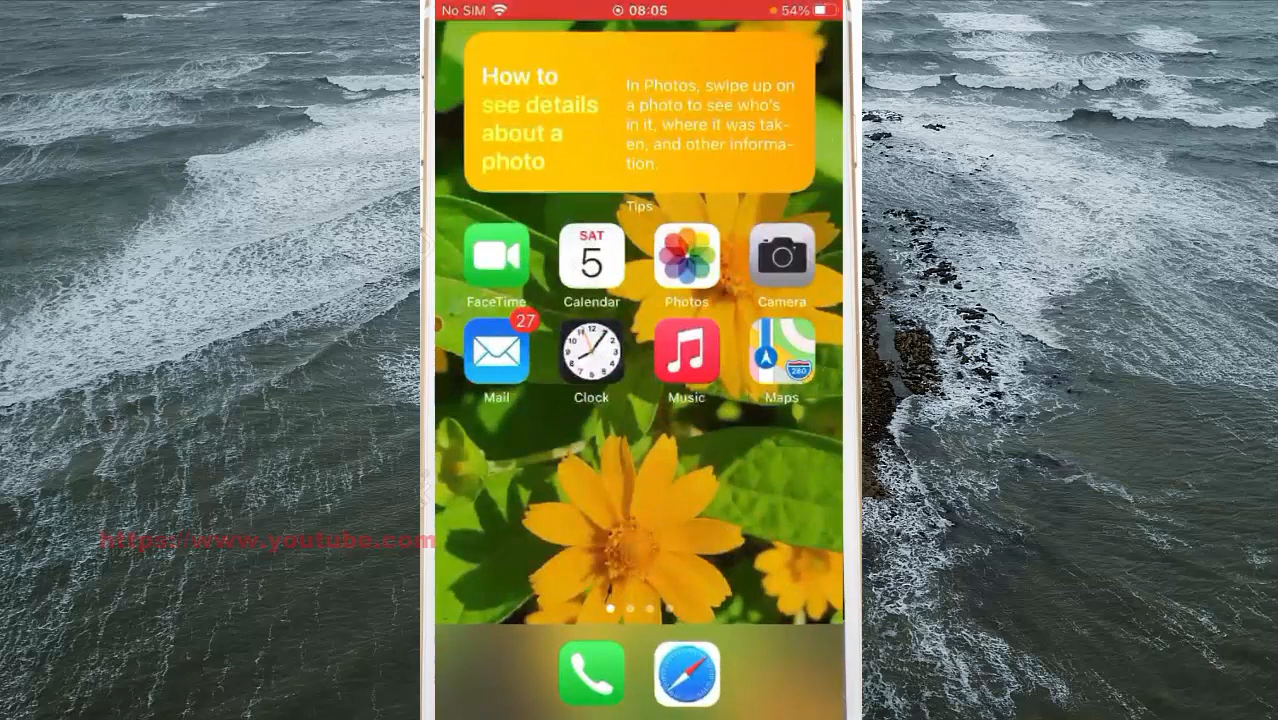 No SIM 08:05 54%
How to
see details
about a
photo
In Photos, swipe up on
a photo to see who's
in it, where it was tak-
en, and other informa-
tion.
Tips
SAT
5
FaceTime Calendar Photos Camera
27
12
280
Mail Clock Music Maps
https://www.youtube.com